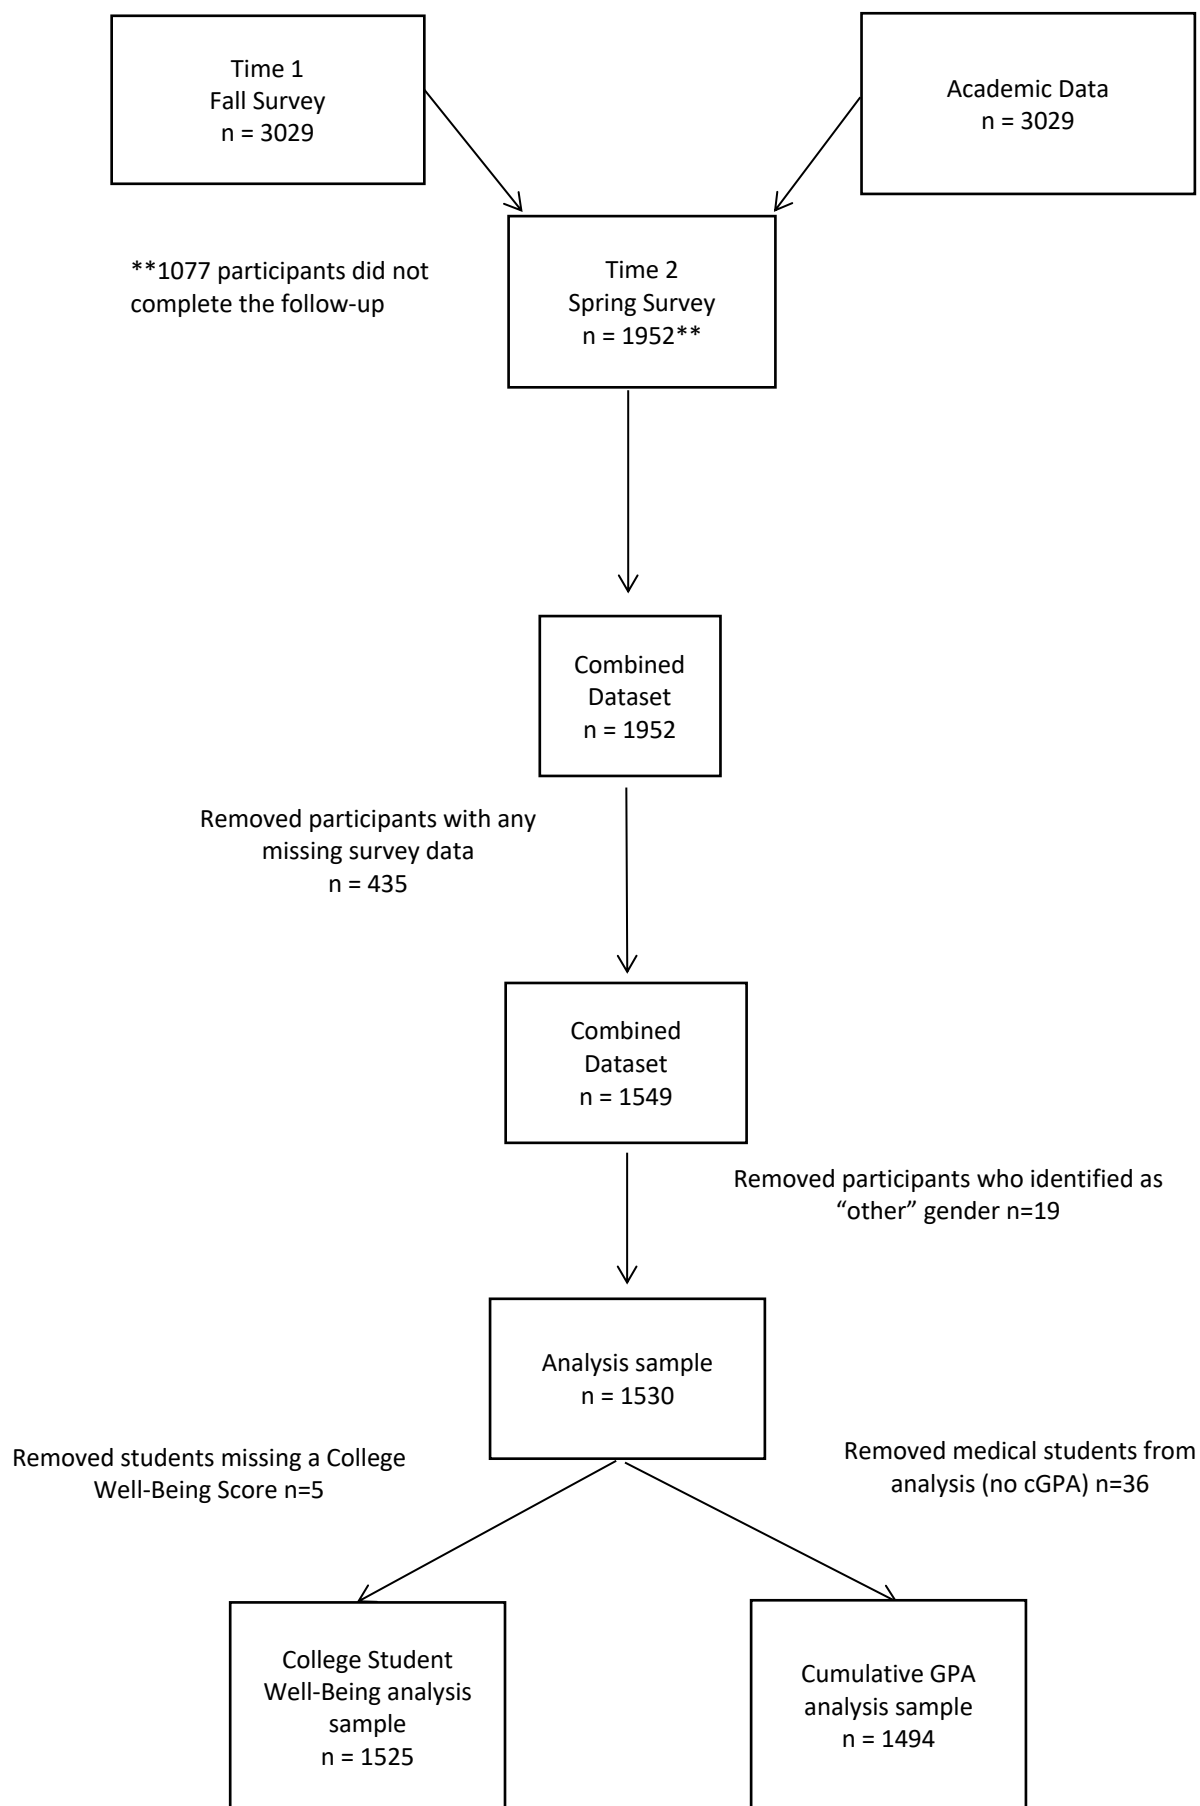 Time 1
Fall Survey
n = 3029
Academic Data
n = 3029
**1077 participants did not
complete the follow-up
Time 2
Spring Survey
n = 1952**
Combined
Dataset
n = 1952
Removed participants with any
missing survey data
n = 435
Combined
Dataset
n = 1549
Removed participants who identified as
“other” gender n=19
Analysis sample
n = 1530
Removed students missing a College
Well-Being Score n=5
Removed medical students from
analysis (no cGPA) n=36
College Student
Well-Being analysis
sample
n = 1525
Cumulative GPA
analysis sample
n = 1494